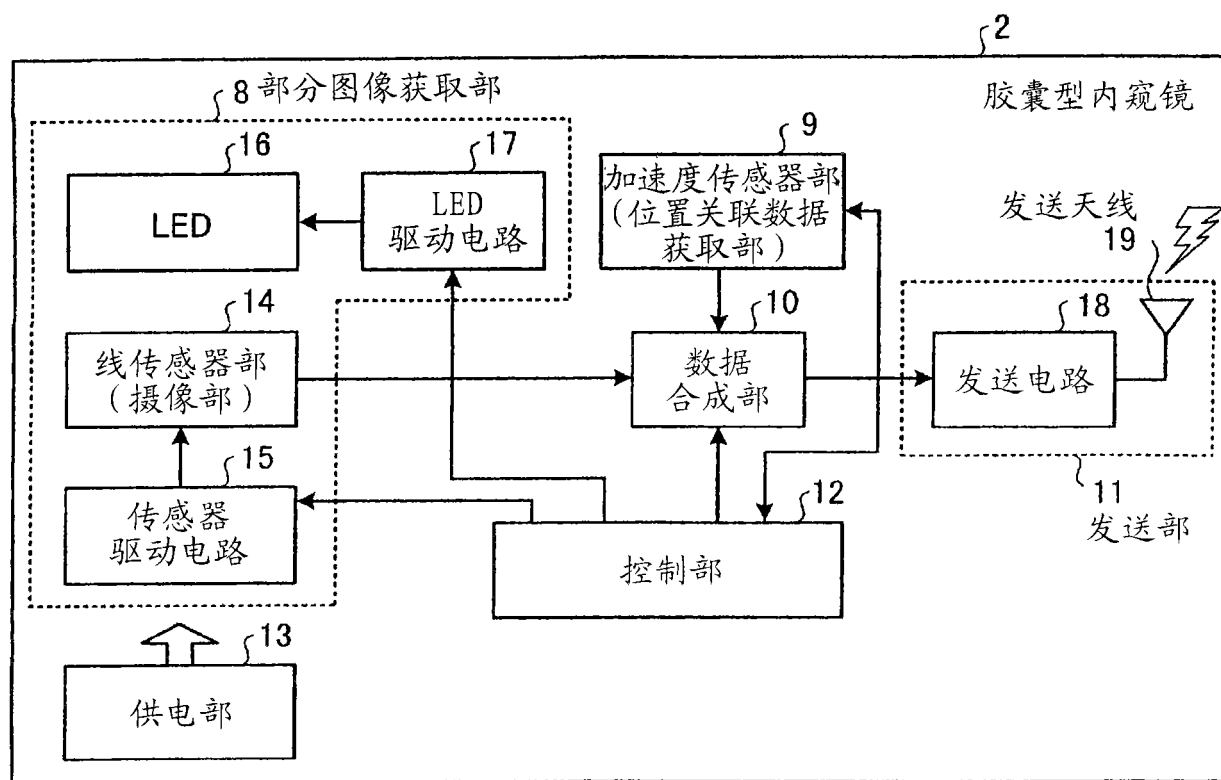 2
8 部分图像获取部
胶囊型内窥镜
16
LED
17
LED
驱动电路
9
加速度传感器部
(位置关联数据
获取部)
发送天线
19
14
线传感器部
(摄像部)
10
数据
合成部
18
发送电路
15
传感器
驱动电路
12
控制部
11
发送部
13
供电部